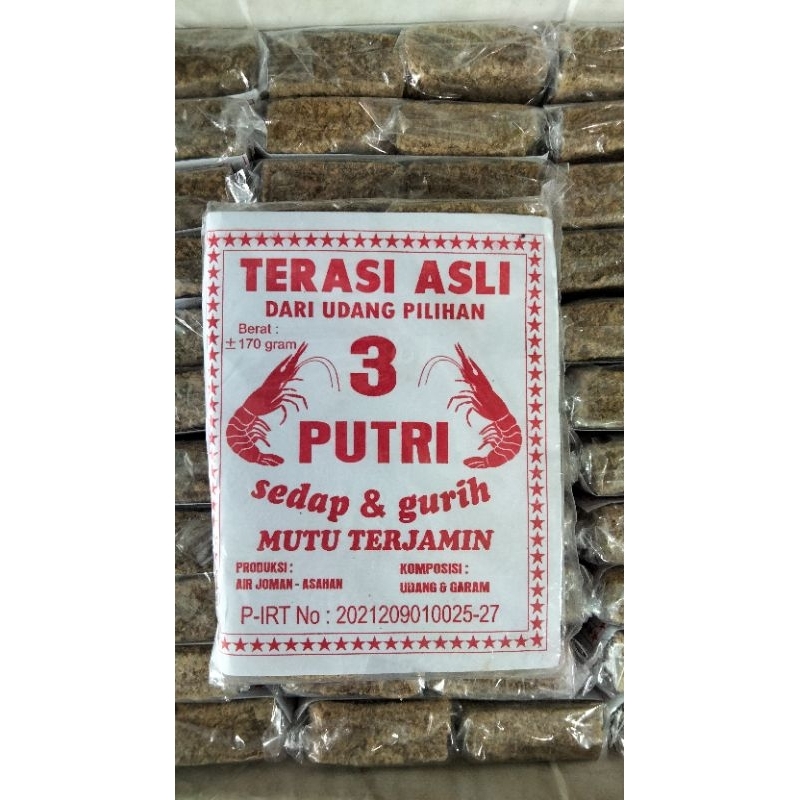 TERASI ASLI
DARI UDANG PILIHAN
Berat :
± 170 gram
3
PUTRI
sedap & gurih
MUTU TERJAMIN
PRODUKSI :
AIR JOMAN - ASAHAN
KOMPOSISI :
UDANG & GARAM
P-IRT No : 2021209010025-27